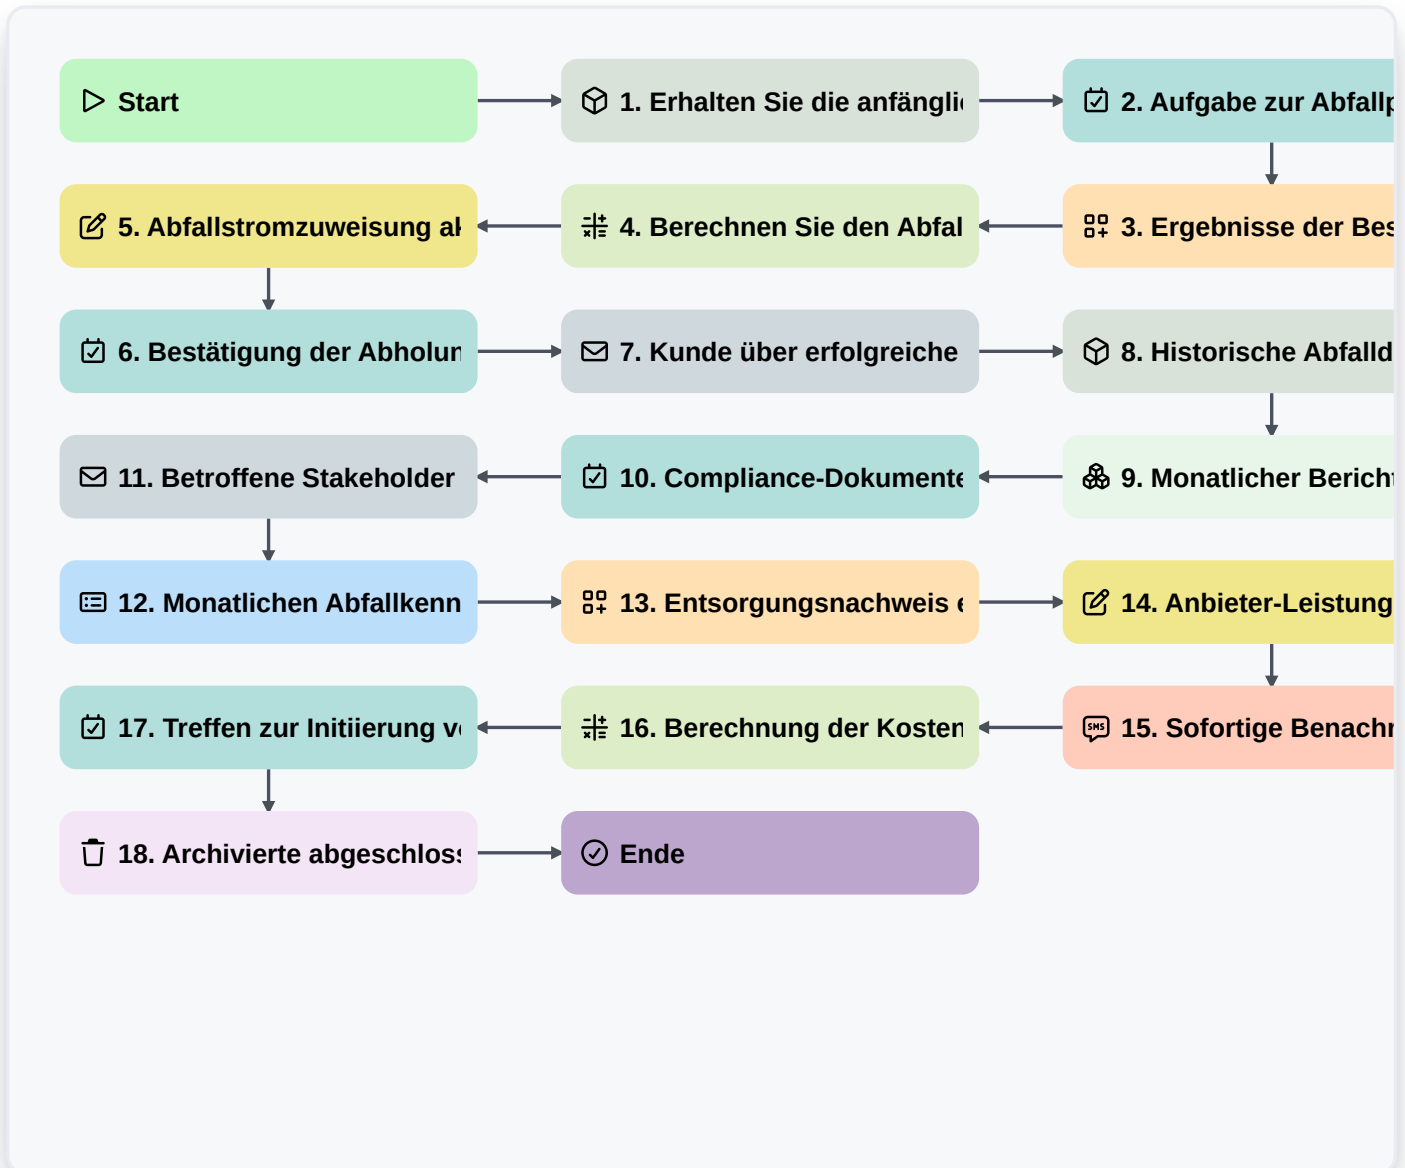 Start
1. Erhalten Sie die anfängli
2. Aufgabe zur Abfall
5. Abfallstromzuweisung
4. Berechnen Sie den Abfal
3. Ergebnisse der Bes
6. Bestätigung der Abholun
7. Kunde über erfolgreiche
8. Historische Abfalld
11. Betroffene Stakeholder
10. Compliance-Dokumente
9. Monatlicher Bericht
12. Monatlichen Abfallkenn
13. Entsorgungsnachweis
14. Anbieter-Leistung
17. Treffen zur Initiierung
16. Berechnung der Kosten
15. Sofortige Benachr
SMS
18. Archivierte abgeschloss
Ende